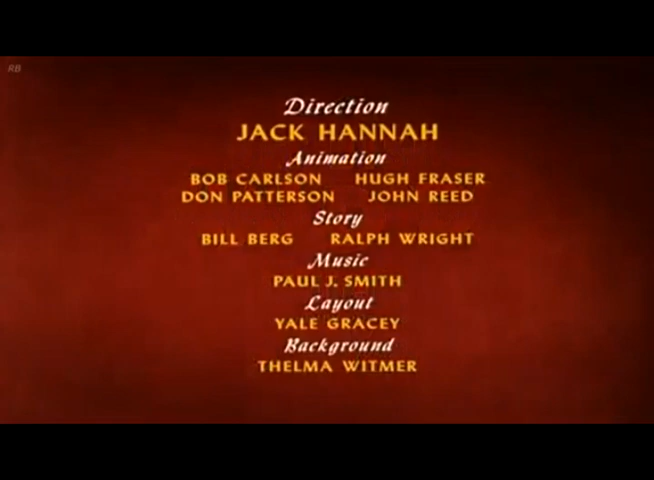 RB
Direction
JACK HANNAH
Animation
BOB CARLSON HUGH FRASER
DON PATTERSON JOHN REED
Story
BILL BERG RALPH WRIGHT
Music
PAUL J. SMITH
Layout
YALE GRACEY
Background
THELMA WITMER